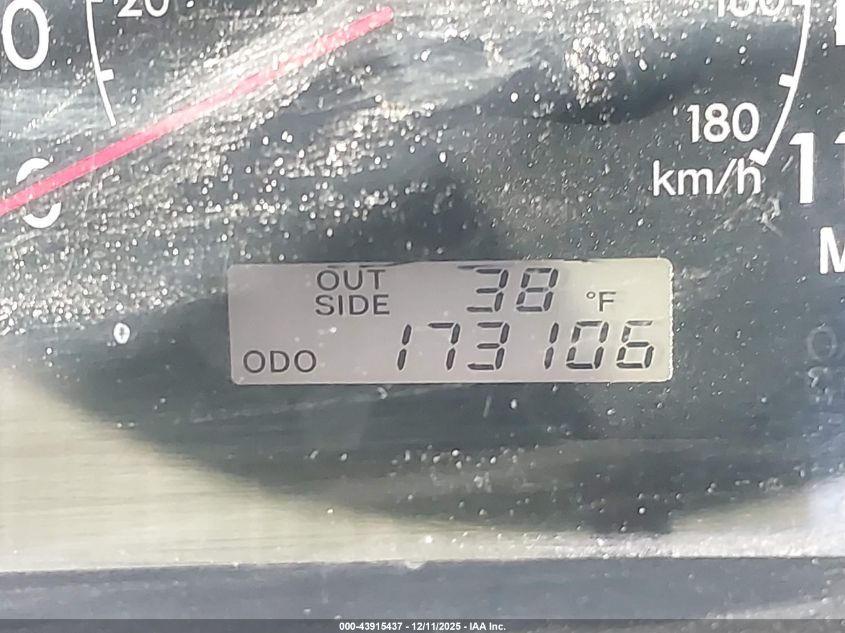 20
180
km/h
OUT
SIDE 38 °F
ODO 173106
000-43915437 - 12/11/2025 - IAA Inc.